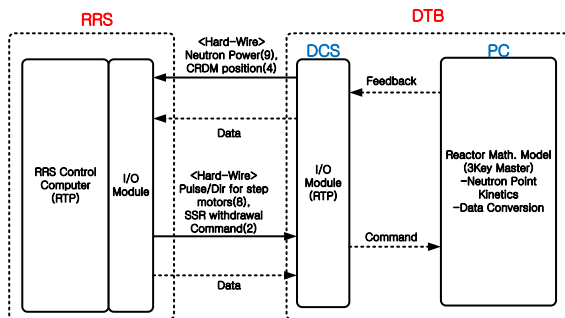 RRS
DTB
DCS
PC
<Hard-Wire>
Neutron Power(9),
CRDM position(4)
Feedback
Data
RRS Control
Computer
(RTP)
I/O
Module
<Hard-Wire>
Pulse/Dir for step
motors(8),
SSR withdrawal
Command(2)
Data
I/O
Module
(RTP)
Command
Reactor Math. Model
(3Key Master)
-Neutron Point
Kinetics
-Data Conversion